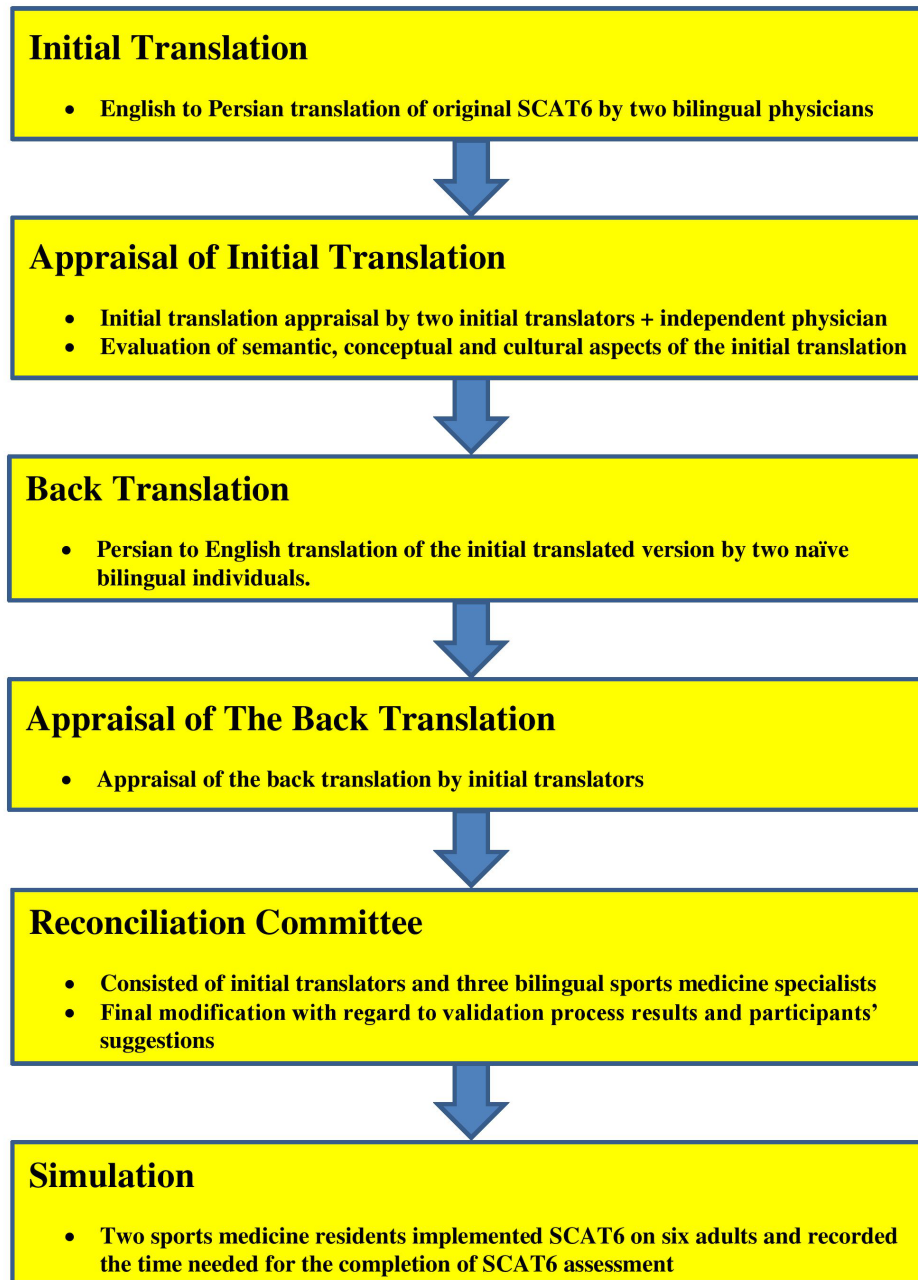 Initial Translation
• English to Persian translation of original SCAT6 by two bilingual physicians
Appraisal of Initial Translation
• Initial translation appraisal by two initial translators + independent physician
• Evaluation of semantic, conceptual and cultural aspects of the initial translation
Back Translation
• Persian to English translation of the initial translated version by two naïve
bilingual individuals.
Appraisal of The Back Translation
• Appraisal of the back translation by initial translators
Reconciliation Committee
• Consisted of initial translators and three bilingual sports medicine specialists
• Final modification with regard to validation process results and participants’
suggestions
Simulation
• Two sports medicine residents implemented SCAT6 on six adults and recorded
the time needed for the completion of SCAT6 assessment